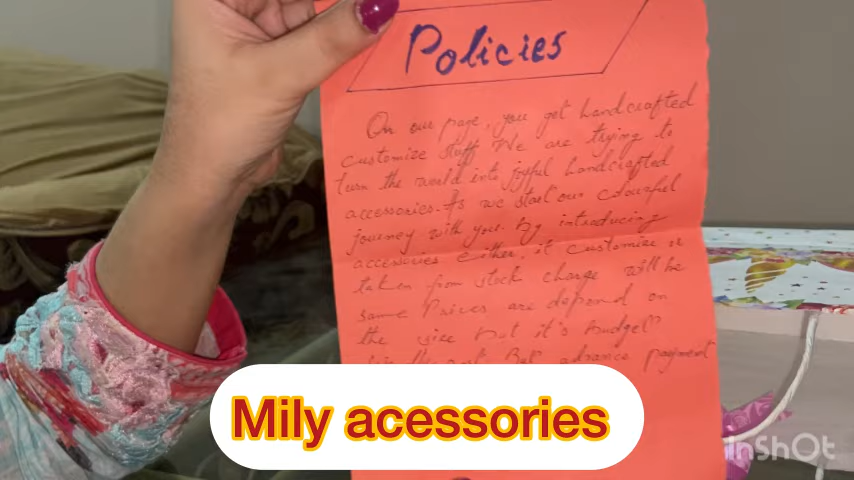 Policies
On our page, you get handcrafted
customize stuff We are trying to
turn the world into joyful handcrafted
accessories. As we start our colourful
journey with you. By introducing
accessories either, it customize or
taken from stock charge will be
same Prices are depend on
the size but it's budget
advance payment
Mily acessories
InShOt